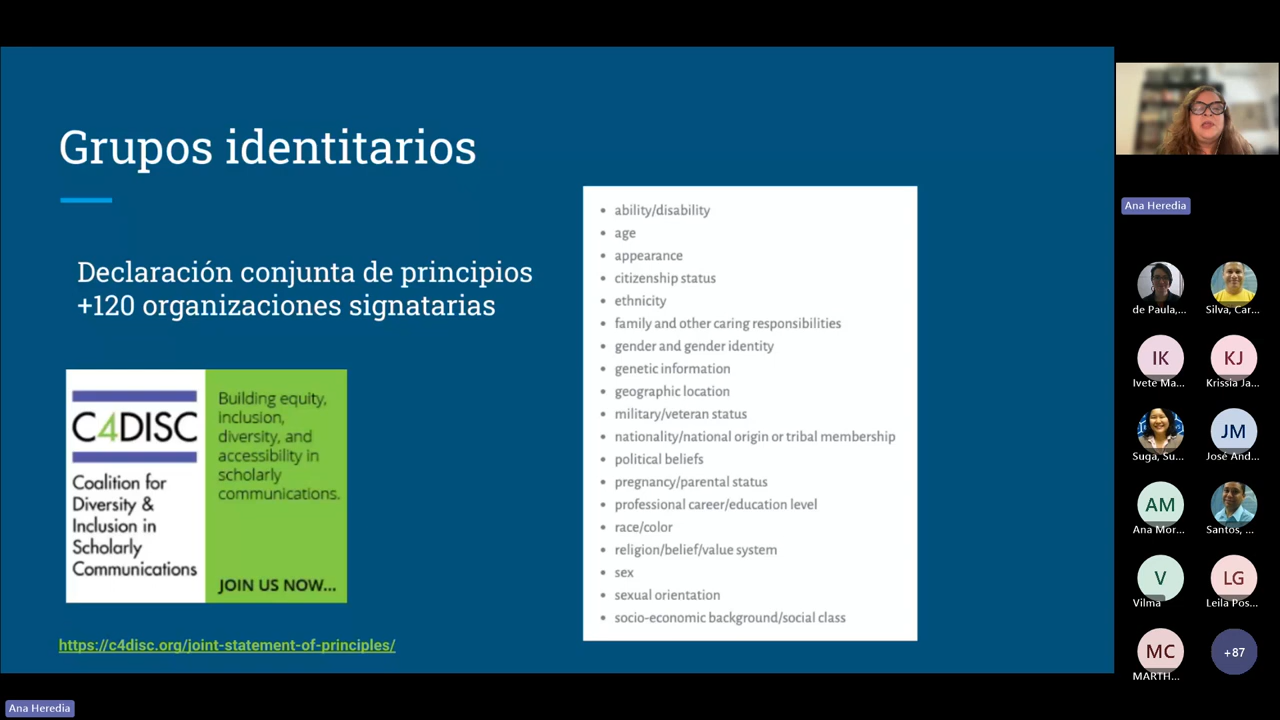 Grupos identitarios
Declaración conjunta de principios
+120 organizaciones signatarias
C4DISC
Coalition for
Diversity &
Inclusion in
Scholarly
Communications
Building equity,
inclusion,
diversity, and
accessibility in
scholarly
communications.
JOIN US NOW...
https://c4disc.org/joint-statement-of-principles/
• ability/disability
• age
• appearance
• citizenship status
• ethnicity
• family and other caring responsibilities
• gender and gender identity
• genetic information
• geographic location
• military/veteran status
• nationality/national origin or tribal membership
• political beliefs
• pregnancy/parental status
• professional career/education level
• race/color
• religion/belief/value system
• sex
• sexual orientation
• socio-economic background/social class
Ana Heredia
de Paula,...
Silva, Car...
IK
Ivete Ma...
KJ
Krissia Ja...
Suga, Su...
JM
José And...
AM
Ana Mor...
Santos, ...
V
Vilma
LG
Leila Pos...
MC
MARTH...
+87
Ana Heredia